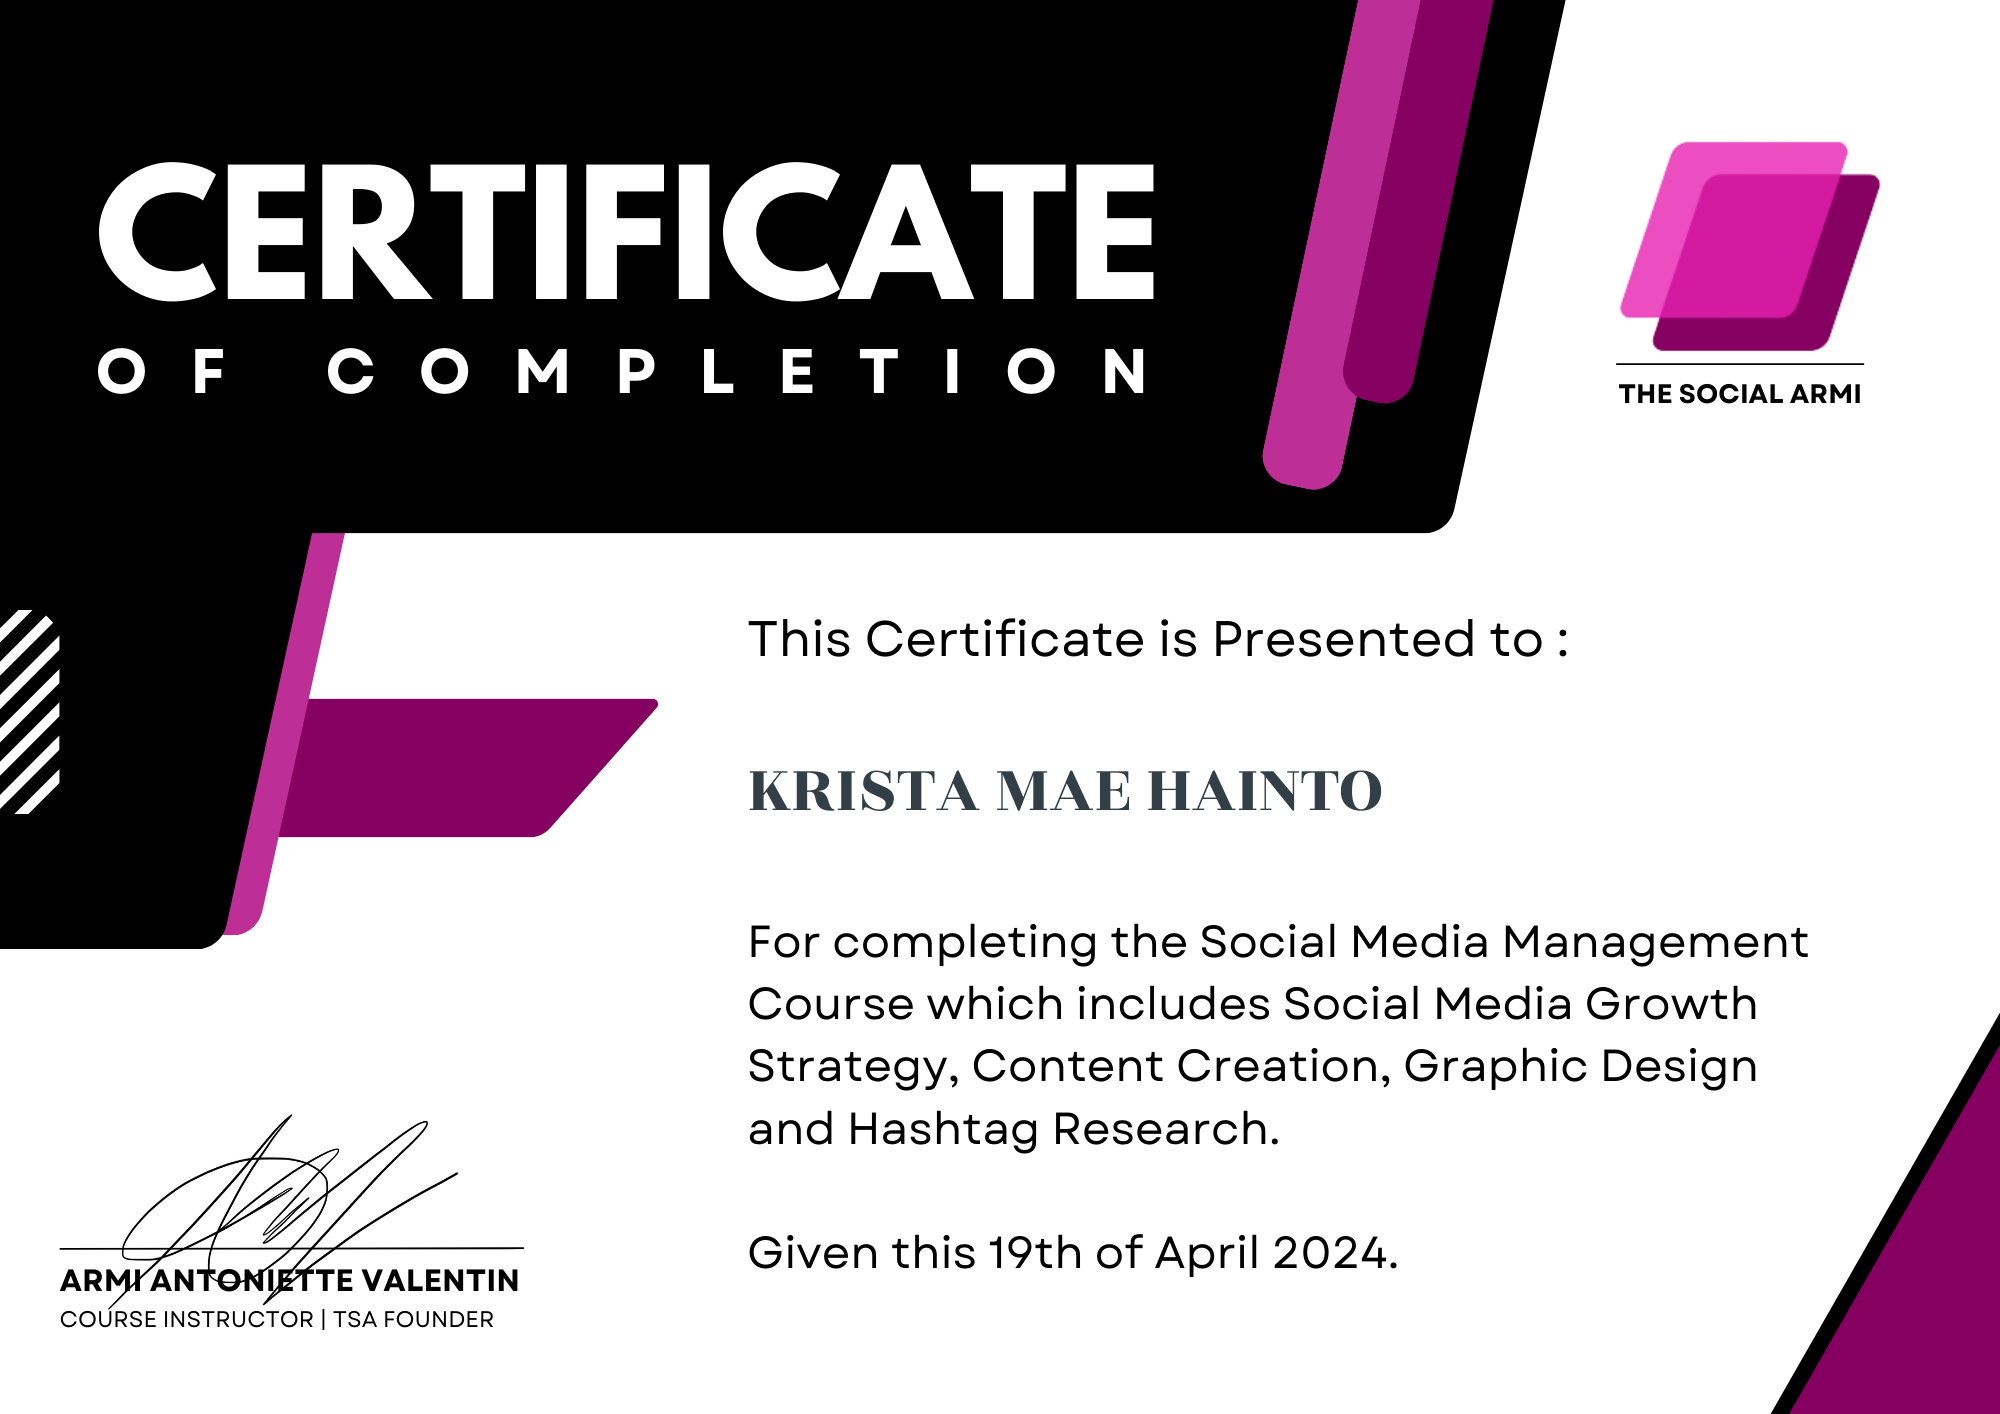 CERTIFICATE
OF COMPLETION
THE SOCIAL ARMI
This Certificate is Presented to :
KRISTA MAE HAINTO
For completing the Social Media Management
Course which includes Social Media Growth
Strategy, Content Creation, Graphic Design
and Hashtag Research.
Given this 19th of April 2024.
ARMI ANTONIETTE VALENTIN
COURSE INSTRUCTOR | TSA FOUNDER